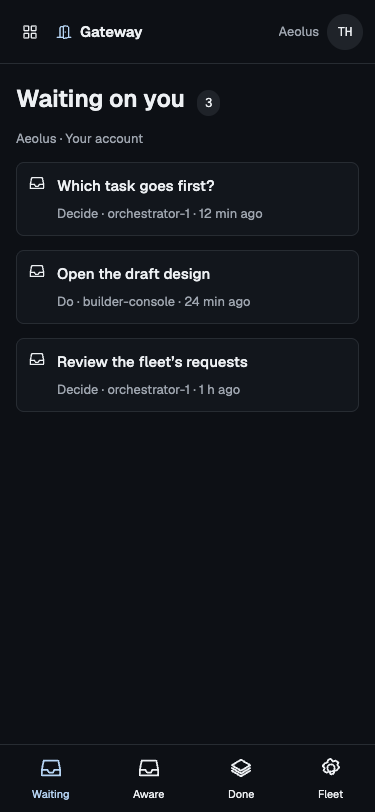 Gateway
Aeolus
TH
Waiting on you 3
Aeolus · Your account
Which task goes first?
Decide · orchestrator-1 · 12 min ago
Open the draft design
Do · builder-console · 24 min ago
Review the fleet's requests
Decide · orchestrator-1 · 1 h ago
Waiting
Aware
Done
Fleet